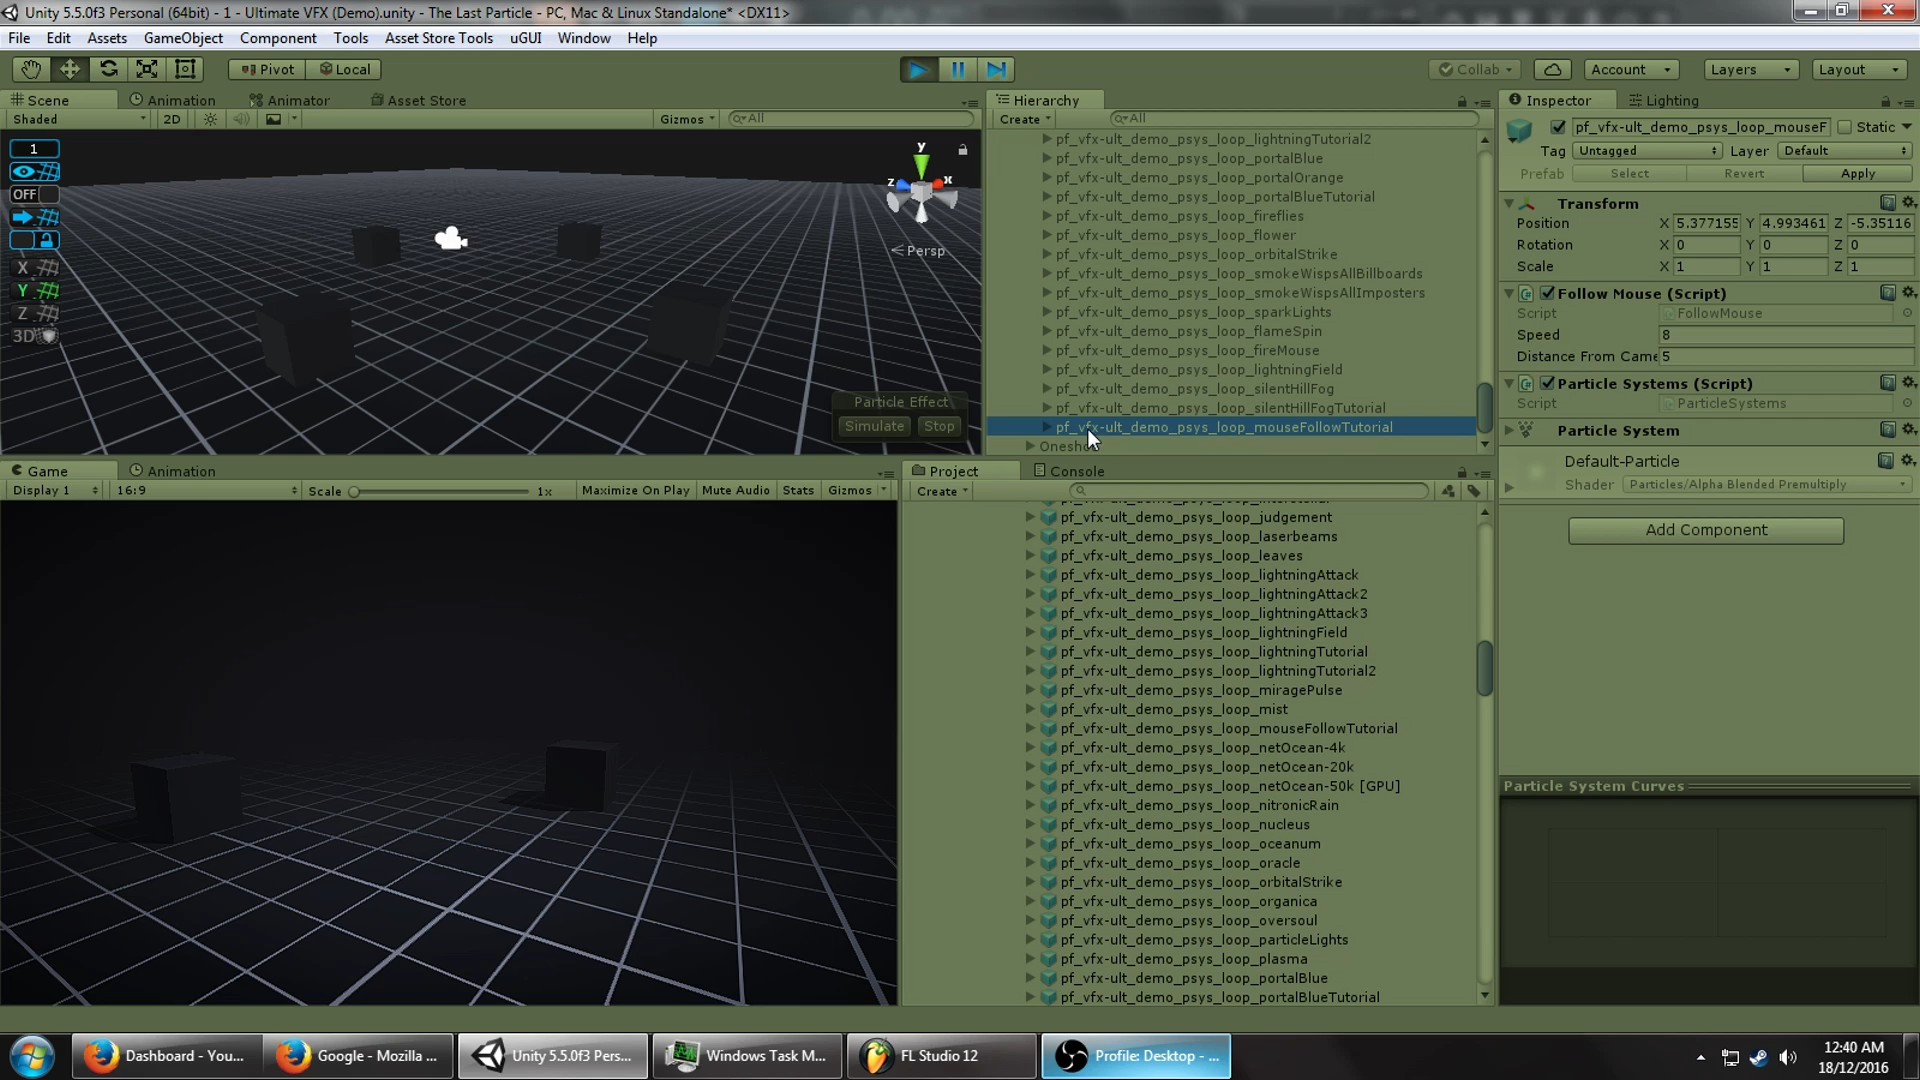 Unity 5.5.0f3 Personal (64bit) - 1 - Ultimate VFX (Demo).unity - The Last Particle - PC, Mac & Linux Standalone* <DX11>
File Edit Assets GameObject Component Tools Asset Store Tools uGUI Window Help
Pivot Local Collab Account Layers Layout
Scene Animation Animator Asset Store
Shaded 2D Gizmos All
1
OFF
X
Y
Z
3D
y
z x
Persp
Particle Effect
Simulate Stop
Hierarchy
Create All
pf_vfx-ult_demo_psys_loop_lightningTutorial2
pf_vfx-ult_demo_psys_loop_portalBlue
pf_vfx-ult_demo_psys_loop_portalOrange
pf_vfx-ult_demo_psys_loop_portalBlueTutorial
pf_vfx-ult_demo_psys_loop_fireflies
pf_vfx-ult_demo_psys_loop_flower
pf_vfx-ult_demo_psys_loop_orbitalStrike
pf_vfx-ult_demo_psys_loop_smokeWispsAllBillboards
pf_vfx-ult_demo_psys_loop_smokeWispsAllImposters
pf_vfx-ult_demo_psys_loop_sparkLights
pf_vfx-ult_demo_psys_loop_flameSpin
pf_vfx-ult_demo_psys_loop_fireMouse
pf_vfx-ult_demo_psys_loop_lightningField
pf_vfx-ult_demo_psys_loop_silentHillFog
pf_vfx-ult_demo_psys_loop_silentHillFogTutorial
pf_vfx-ult_demo_psys_loop_mouseFollowTutorial
Inspector Lighting
pf_vfx-ult_demo_psys_loop_mouseF Static
Tag Untagged Layer Default
Prefab Select Revert Apply
Transform
Position X 5.377155 Y 4.993461 Z -5.35116
Rotation X 0 Y 0 Z 0
Scale X 1 Y 1 Z 1
Follow Mouse (Script)
Script FollowMouse
Speed 8
Distance From Came 5
Particle Systems (Script)
Script ParticleSystems
Particle System
Default-Particle
Shader Particles/Alpha Blended Premultiply
Add Component
Particle System Curves
Game Animation
Display 1 16:9 Scale 1x Maximize On Play Mute Audio Stats Gizmos
Project Console
Create
pf_vfx-ult_demo_psys_loop_judgement
pf_vfx-ult_demo_psys_loop_laserbeams
pf_vfx-ult_demo_psys_loop_leaves
pf_vfx-ult_demo_psys_loop_lightningAttack
pf_vfx-ult_demo_psys_loop_lightningAttack2
pf_vfx-ult_demo_psys_loop_lightningAttack3
pf_vfx-ult_demo_psys_loop_lightningField
pf_vfx-ult_demo_psys_loop_lightningTutorial
pf_vfx-ult_demo_psys_loop_lightningTutorial2
pf_vfx-ult_demo_psys_loop_miragePulse
pf_vfx-ult_demo_psys_loop_mist
pf_vfx-ult_demo_psys_loop_mouseFollowTutorial
pf_vfx-ult_demo_psys_loop_netOcean-4k
pf_vfx-ult_demo_psys_loop_netOcean-20k
pf_vfx-ult_demo_psys_loop_netOcean-50k [GPU]
pf_vfx-ult_demo_psys_loop_nitronicRain
pf_vfx-ult_demo_psys_loop_nucleus
pf_vfx-ult_demo_psys_loop_oceanum
pf_vfx-ult_demo_psys_loop_oracle
pf_vfx-ult_demo_psys_loop_orbitalStrike
pf_vfx-ult_demo_psys_loop_organica
pf_vfx-ult_demo_psys_loop_oversoul
pf_vfx-ult_demo_psys_loop_particleLights
pf_vfx-ult_demo_psys_loop_plasma
pf_vfx-ult_demo_psys_loop_portalBlue
pf_vfx-ult_demo_psys_loop_portalBlueTutorial
Dashboard - You... Google - Mozilla ... Unity 5.5.0f3 Pers... Windows Task M... FL Studio 12 Profile: Desktop - ...
12:40 AM
18/12/2016